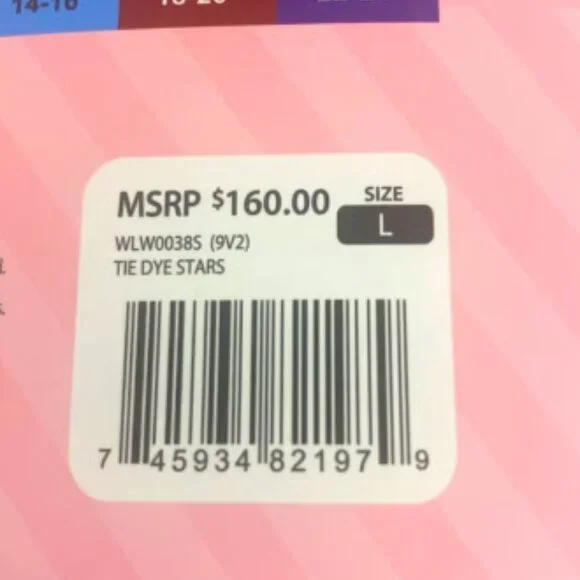 14-16
MSRP $160.00
SIZE
L
WLW0038S (9V2)
TIE DYE STARS
7 45934 82197 9